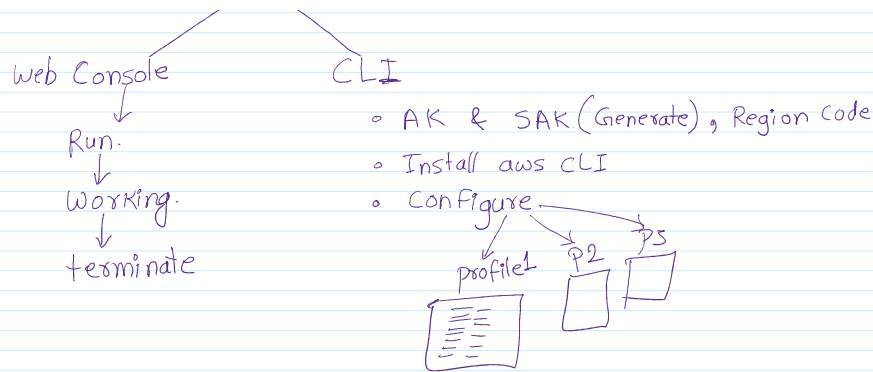 Web Console
Run.
Working.
terminate
CLI
AK & SAK (Generate), Region Code
Install aws CLI
Configure
profile1
P2
P3